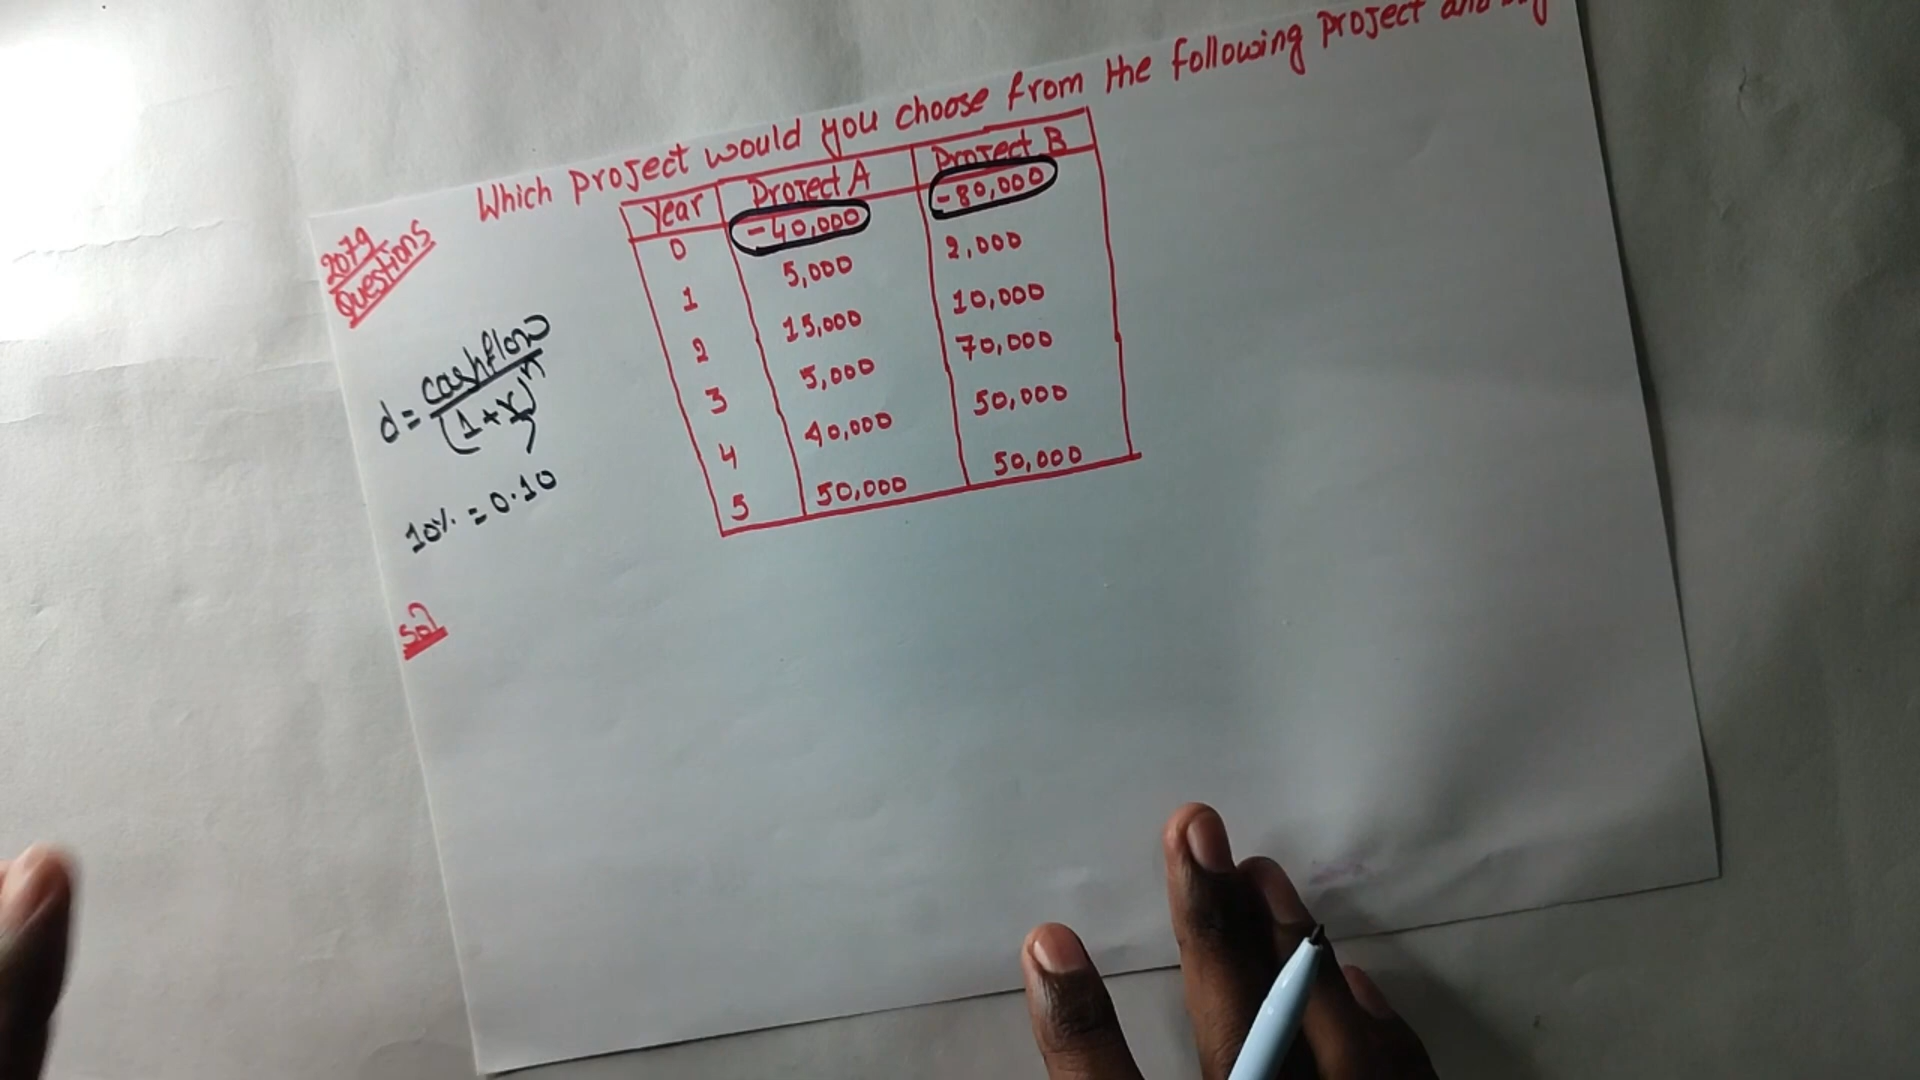 Which project would you choose from the following project and
2079
Questions
Year Project A Project B
0 -40,000 -80,000
1 5,000 2,000
2 15,000 10,000
3 5,000 70,000
4 40,000 50,000
5 50,000 50,000
d = cashflow
(1+r)^n
10% = 0.10
Sol